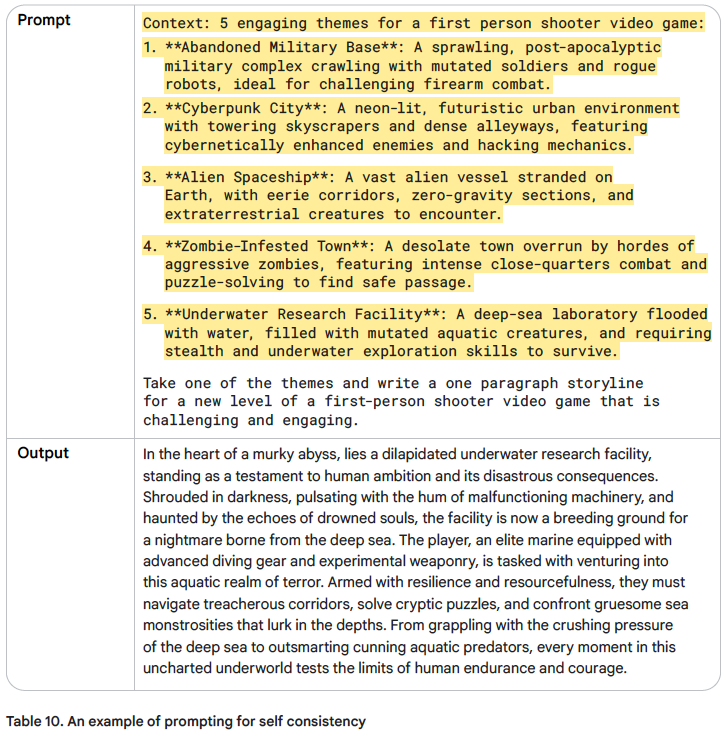 Prompt
Context: 5 engaging themes for a first person shooter video game:
1. **Abandoned Military Base**: A sprawling, post-apocalyptic
military complex crawling with mutated soldiers and rogue
robots, ideal for challenging firearm combat.
2. **Cyberpunk City**: A neon-lit, futuristic urban environment
with towering skyscrapers and dense alleyways, featuring
cybernetically enhanced enemies and hacking mechanics.
3. **Alien Spaceship**: A vast alien vessel stranded on
Earth, with eerie corridors, zero-gravity sections, and
extraterrestrial creatures to encounter.
4. **Zombie-Infested Town**: A desolate town overrun by hordes of
aggressive zombies, featuring intense close-quarters combat and
puzzle-solving to find safe passage.
5. **Underwater Research Facility**: A deep-sea laboratory flooded
with water, filled with mutated aquatic creatures, and requiring
stealth and underwater exploration skills to survive.
Take one of the themes and write a one paragraph storyline
for a new level of a first-person shooter video game that is
challenging and engaging.
Output
In the heart of a murky abyss, lies a dilapidated underwater research facility,
standing as a testament to human ambition and its disastrous consequences.
Shrouded in darkness, pulsating with the hum of malfunctioning machinery, and
haunted by the echoes of drowned souls, the facility is now a breeding ground for
a nightmare borne from the deep sea. The player, an elite marine equipped with
advanced diving gear and experimental weaponry, is tasked with venturing into
this aquatic realm of terror. Armed with resilience and resourcefulness, they must
navigate treacherous corridors, solve cryptic puzzles, and confront gruesome sea
monstrosities that lurk in the depths. From grappling with the crushing pressure
of the deep sea to outsmarting cunning aquatic predators, every moment in this
uncharted underworld tests the limits of human endurance and courage.
Table 10. An example of prompting for self consistency